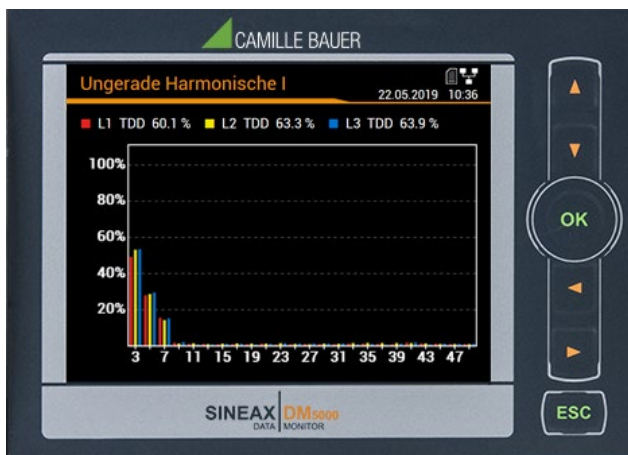 CAMILLE BAUER
Ungerade Harmonische I
22.05.2019 10:36
L1 TDD 60.1 % L2 TDD 63.3 % L3 TDD 63.9 %
100%
80%
60%
40%
20%
3 7 11 15 19 23 27 31 35 39 43 47
OK
ESC
SINEAX DM5000
DATA MONITOR